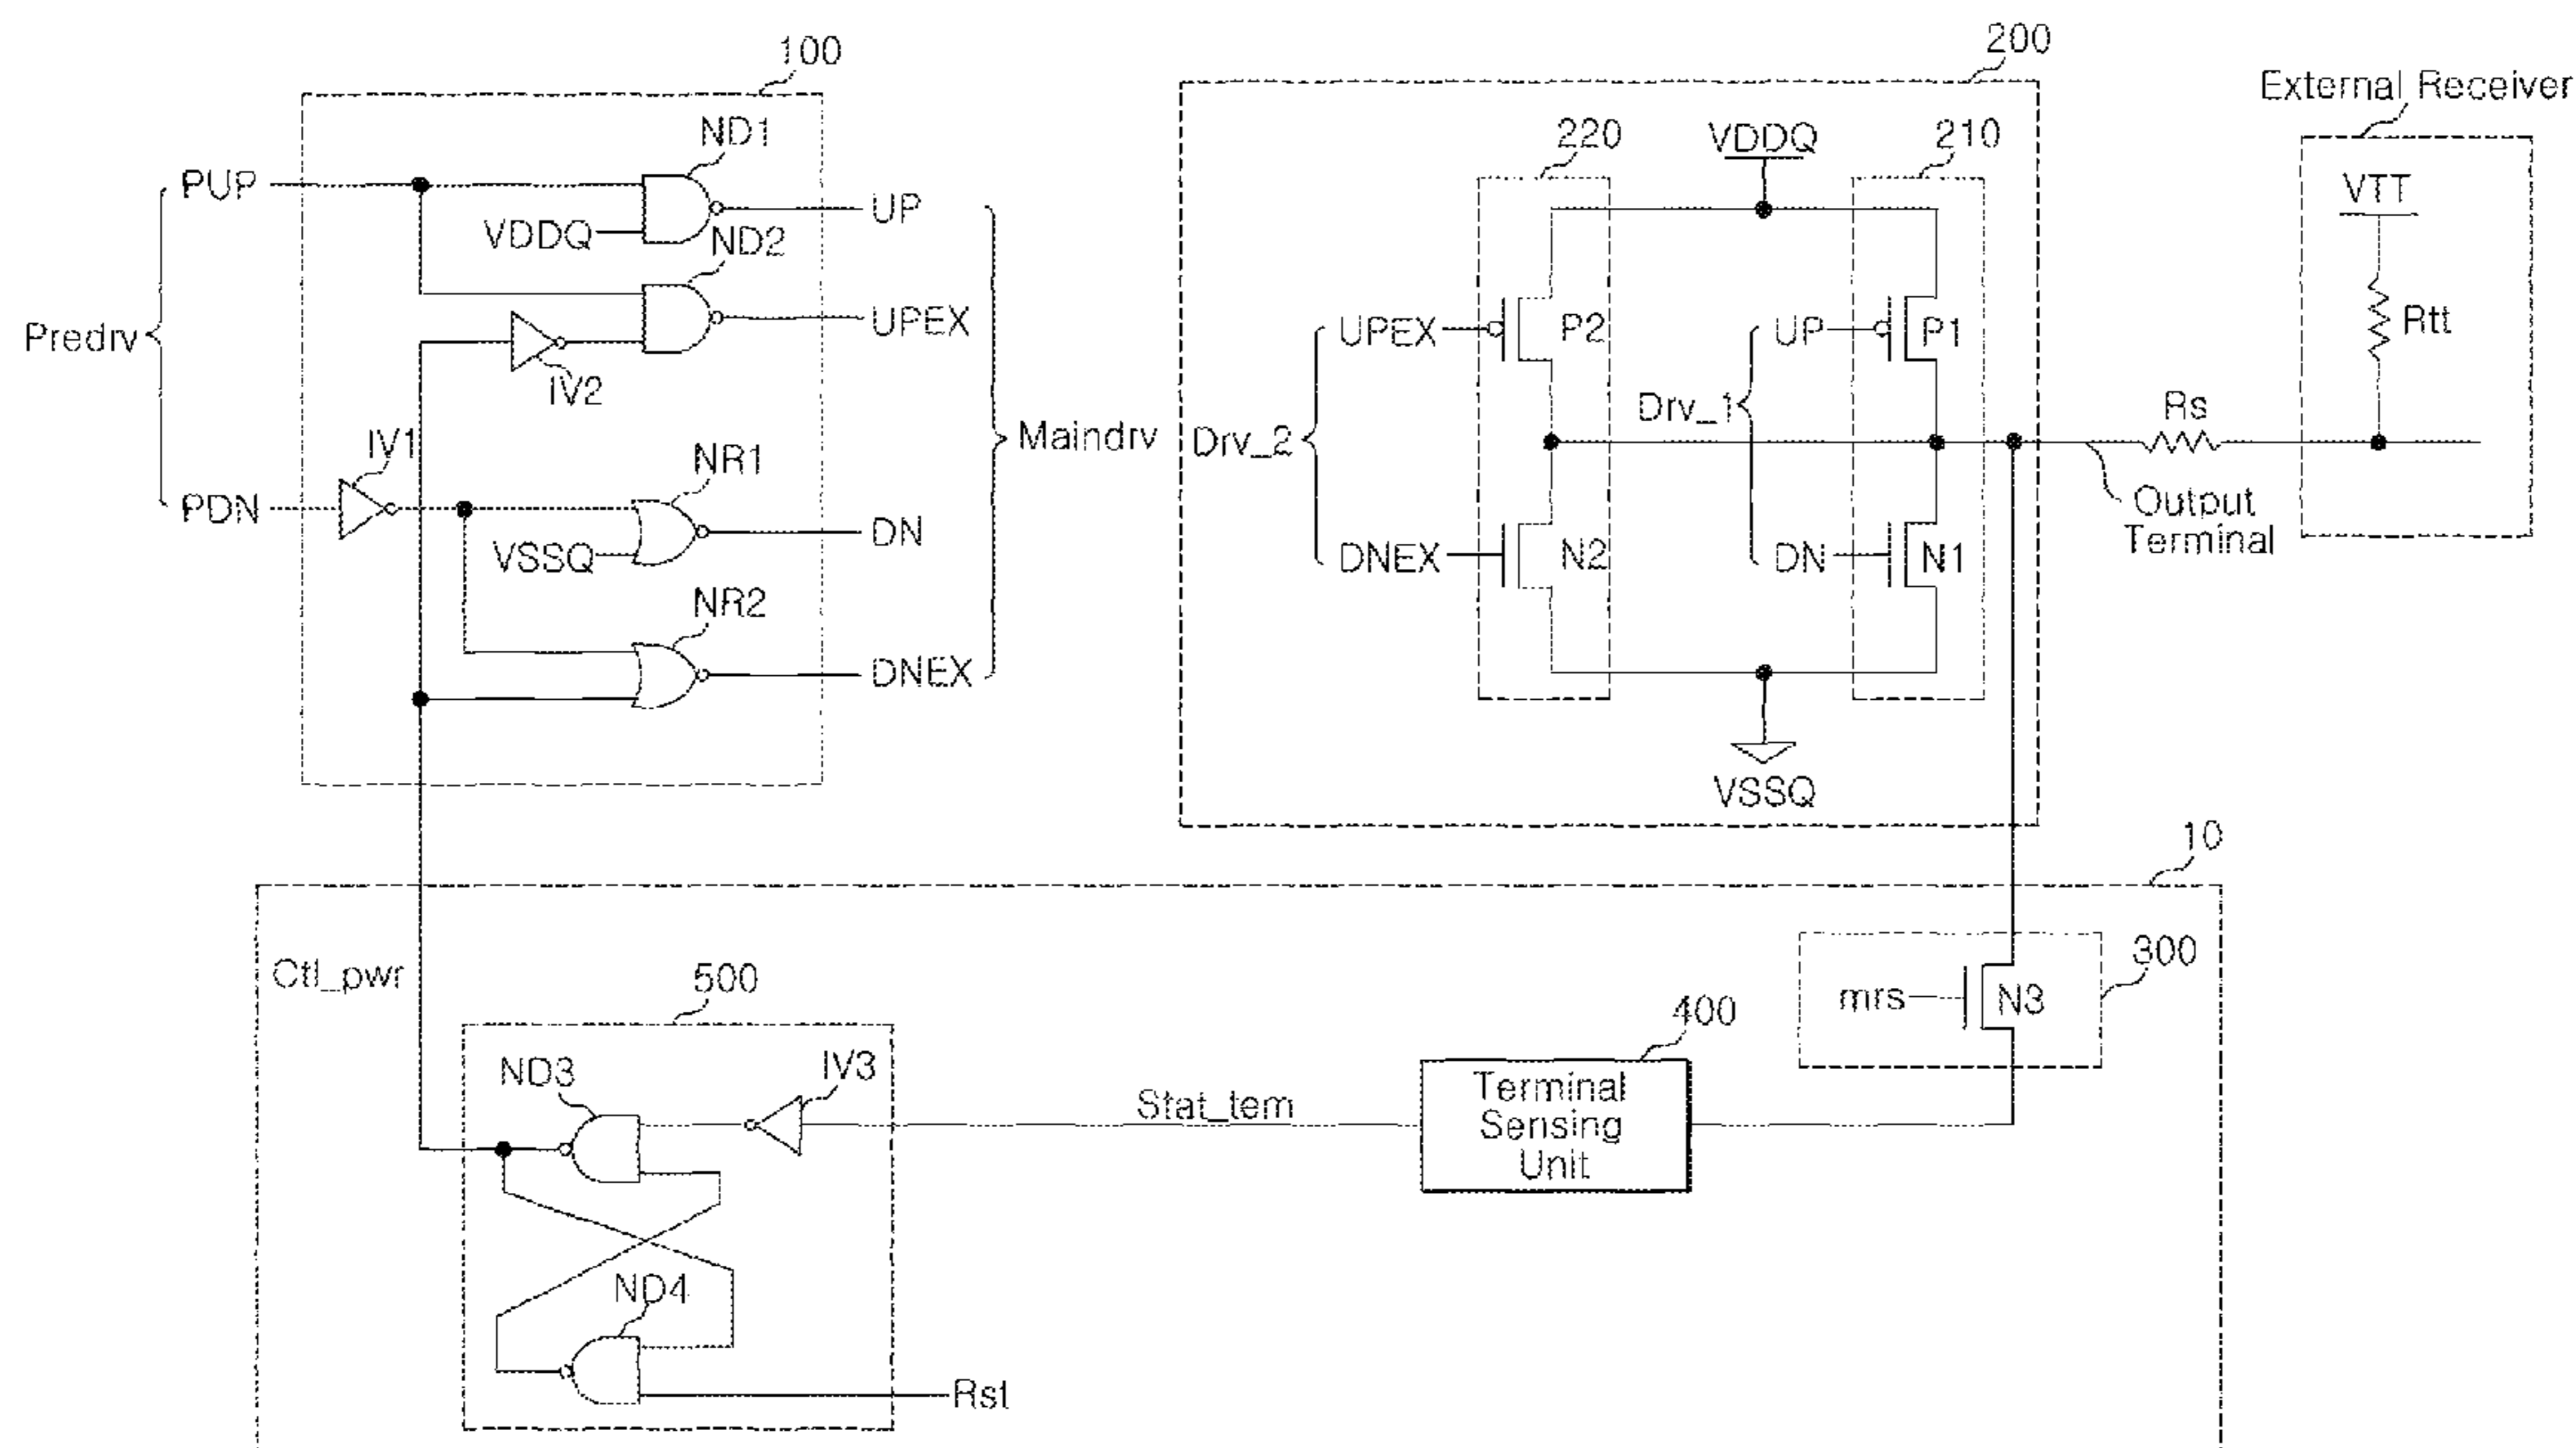 100
200
External Receiver
ND1
220
VDDQ
210
PUP
UP
VTT
VDDQ
ND2
Predrv
UPEX
UPEX
P2
UP
P1
Rtt
IV2
Drv_1
Rs
IV1
NR1
Maindrv
Drv_2
PDN
VSSQ
DN
DNEX
N2
DN
N1
Output
Terminal
NR2
DNEX
VSSQ
10
Ctl_pwr
500
300
mrs
N3
400
ND3
IV3
Stat_tem
Terminal
Sensing
Unit
ND4
Rst